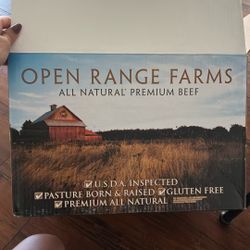 OPEN RANGE FARMS
ALL NATURAL* PREMIUM BEEF
☑U.S.D.A. INSPECTED
☑PASTURE BORN & RAISED ☑GLUTEN FREE
☑PREMIUM ALL NATURAL